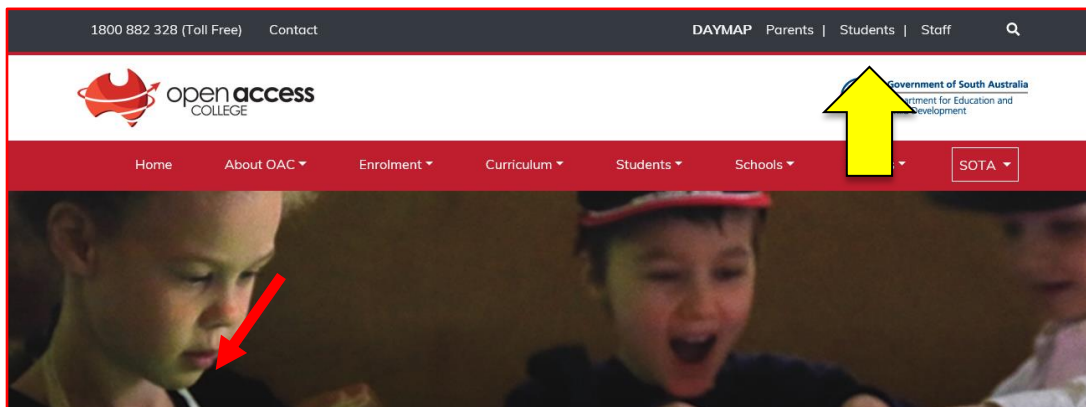 1800 882 328 (Toll Free) Contact DAYMAP Parents | Students | Staff
open access
COLLEGE
Government of South Australia
for Education and
Development
Home About OAC Enrolment Curriculum Students Schools SOTA